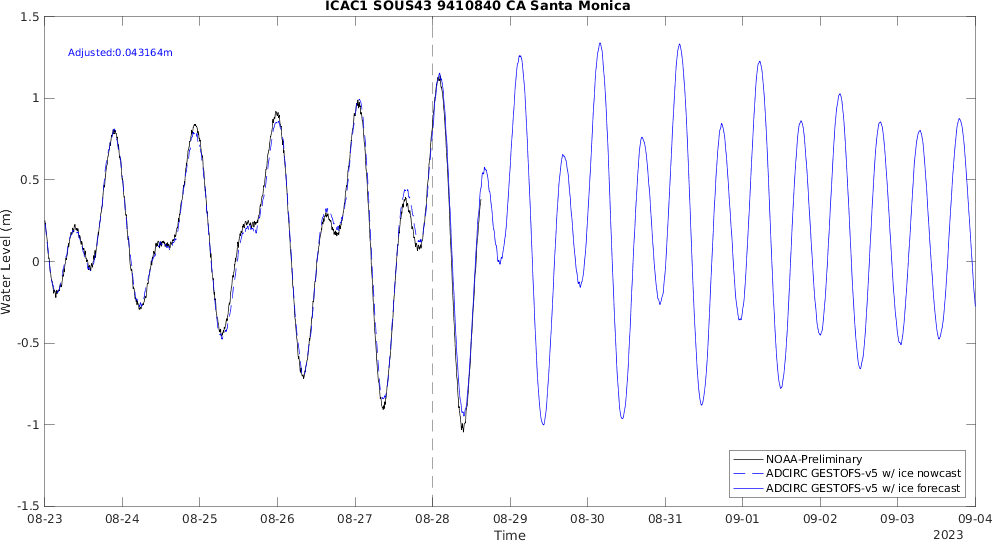 ICAC1 SOUS43 9410840 CA Santa Monica
Adjusted:0.043164m
Water Level (m)
1.5
1
0.5
0
-0.5
-1
-1.5
NOAA-Preliminary
ADCIRC GESTOFS-v5 w/ ice nowcast
ADCIRC GESTOFS-v5 w/ ice forecast
08-23 08-24 08-25 08-26 08-27 08-28 08-29 08-30 08-31 09-01 09-02 09-03 09-04
Time
2023